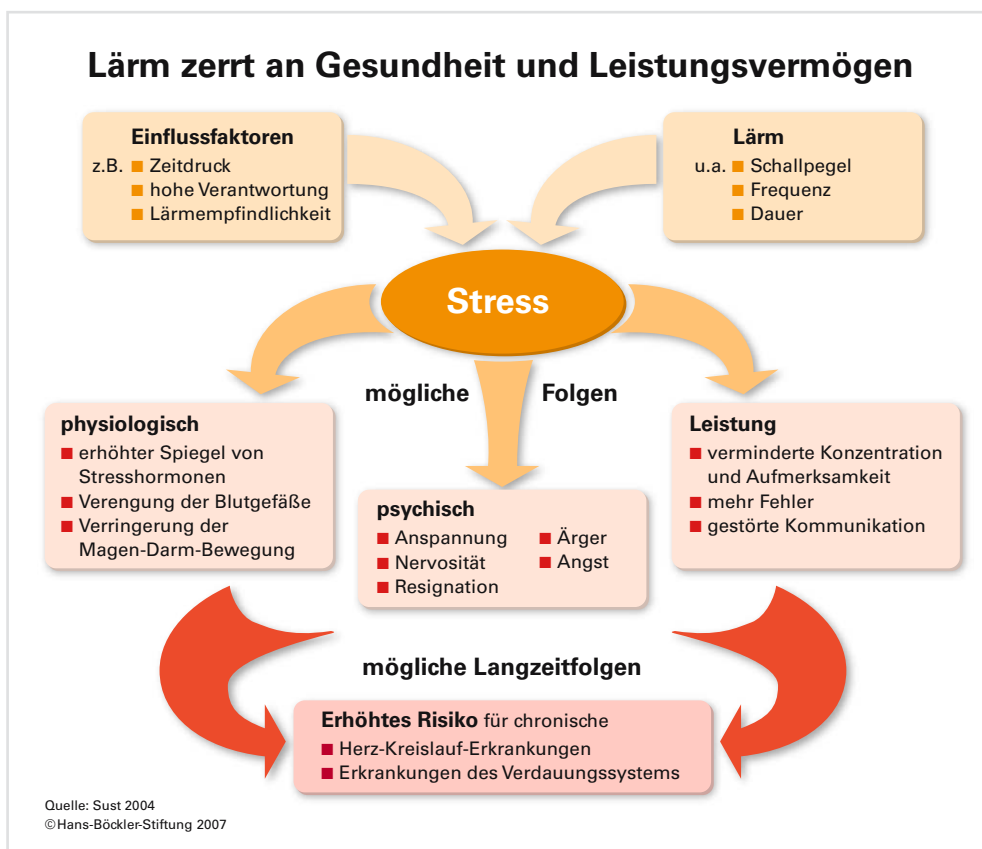 Lärm zerrt an Gesundheit und Leistungsvermögen
Einflussfaktoren
z.B. ■ Zeitdruck
■ hohe Verantwortung
■ Lärmempfindlichkeit
Lärm
u.a. ■ Schallpegel
■ Frequenz
■ Dauer
Stress
mögliche Folgen
physiologisch
■ erhöhter Spiegel von
Stresshormonen
■ Verengung der Blutgefäße
■ Verringerung der
Magen-Darm-Bewegung
psychisch
■ Anspannung ■ Ärger
■ Nervosität ■ Angst
■ Resignation
Leistung
■ verminderte Konzentration
und Aufmerksamkeit
■ mehr Fehler
■ gestörte Kommunikation
mögliche Langzeitfolgen
Erhöhtes Risiko für chronische
■ Herz-Kreislauf-Erkrankungen
■ Erkrankungen des Verdauungssystems
Quelle: Sust 2004
©Hans-Böckler-Stiftung 2007